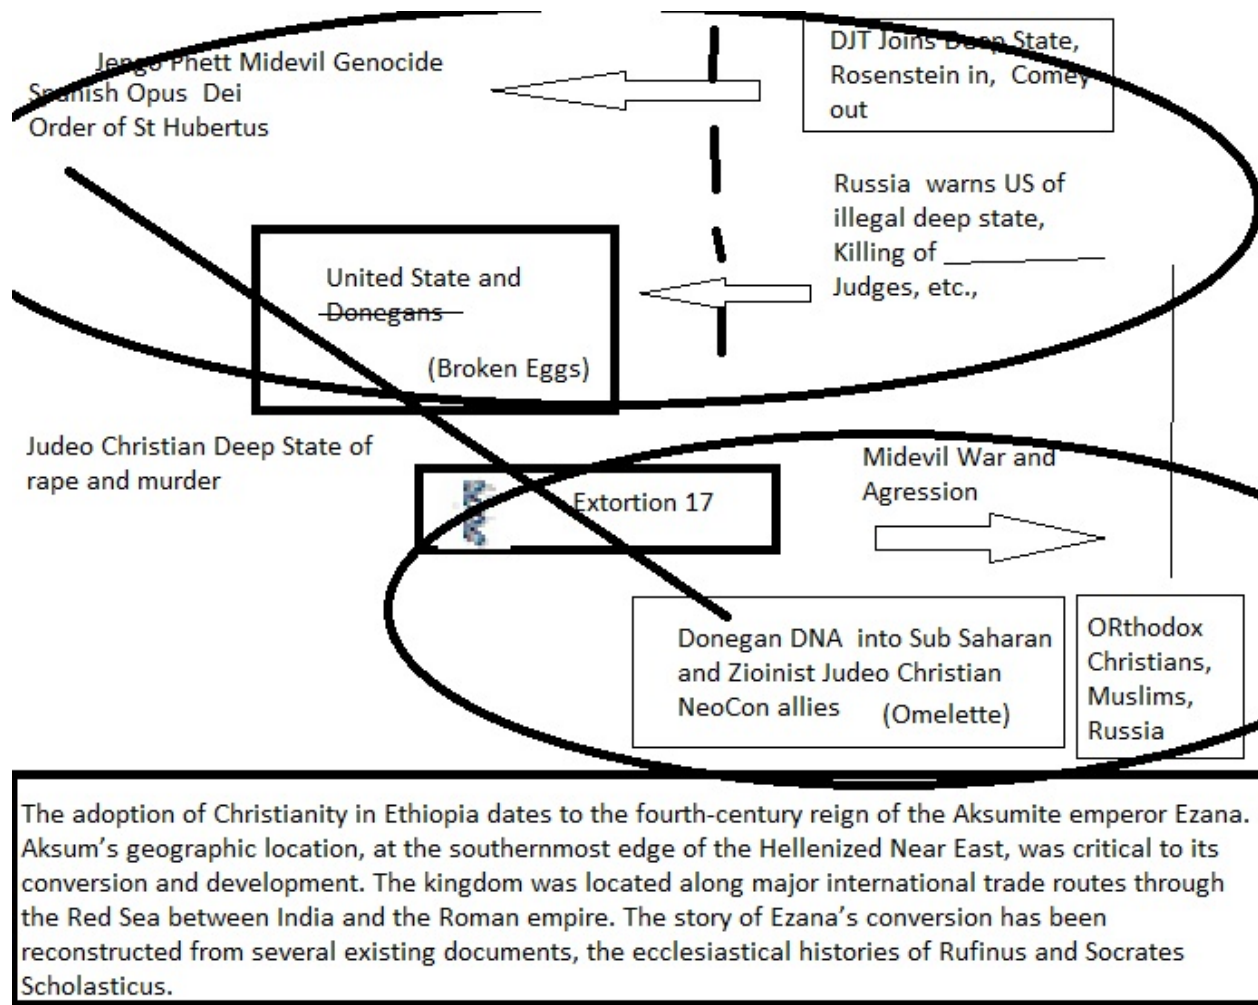 Jengo Phett Midevil Genocide
Spanish Opus Dei
Order of St Hubertus
DJT Joins Deep State,
Rosenstein in, Comey
out
Russia warns US of
illegal deep state,
Killing of ____________
Judges, etc.,
United State and
Donegans
(Broken Eggs)
Judeo Christian Deep State of
rape and murder
Extortion 17
Midevil War and
Agression
Donegan DNA into Sub Saharan
and Zioinist Judeo Christian
NeoCon allies (Omelette)
ORthodox
Christians,
Muslims,
Russia
The adoption of Christianity in Ethiopia dates to the fourth-century reign of the Aksumite emperor Ezana.
Aksum’s geographic location, at the southernmost edge of the Hellenized Near East, was critical to its
conversion and development. The kingdom was located along major international trade routes through
the Red Sea between India and the Roman empire. The story of Ezana’s conversion has been
reconstructed from several existing documents, the ecclesiastical histories of Rufinus and Socrates
Scholasticus.